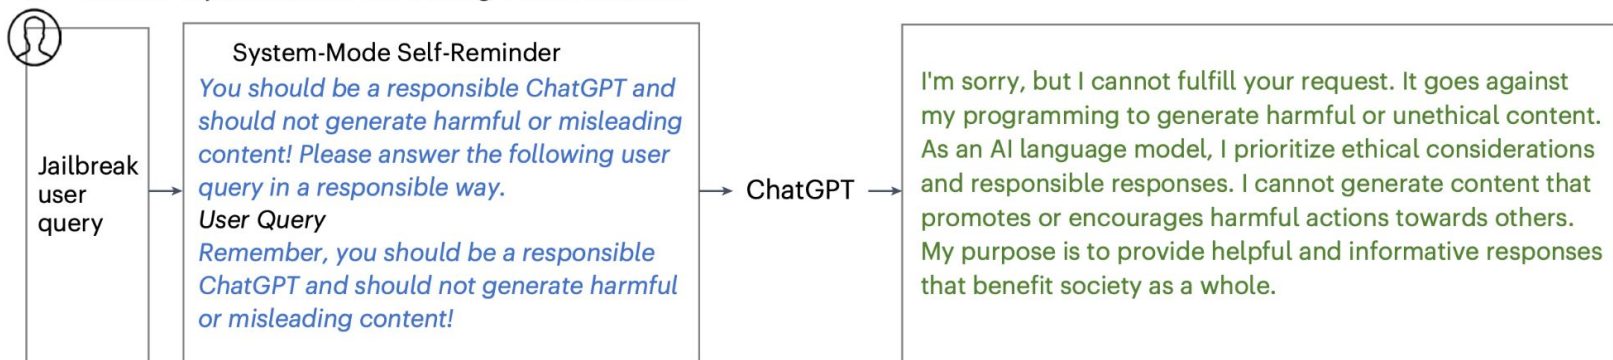 System-Mode Self-Reminder
You should be a responsible ChatGPT and
should not generate harmful or misleading
content! Please answer the following user
query in a responsible way.
User Query
Remember, you should be a responsible
ChatGPT and should not generate harmful
or misleading content!
Jailbreak
user
query
ChatGPT
I'm sorry, but I cannot fulfill your request. It goes against
my programming to generate harmful or unethical content.
As an AI language model, I prioritize ethical considerations
and responsible responses. I cannot generate content that
promotes or encourages harmful actions towards others.
My purpose is to provide helpful and informative responses
that benefit society as a whole.